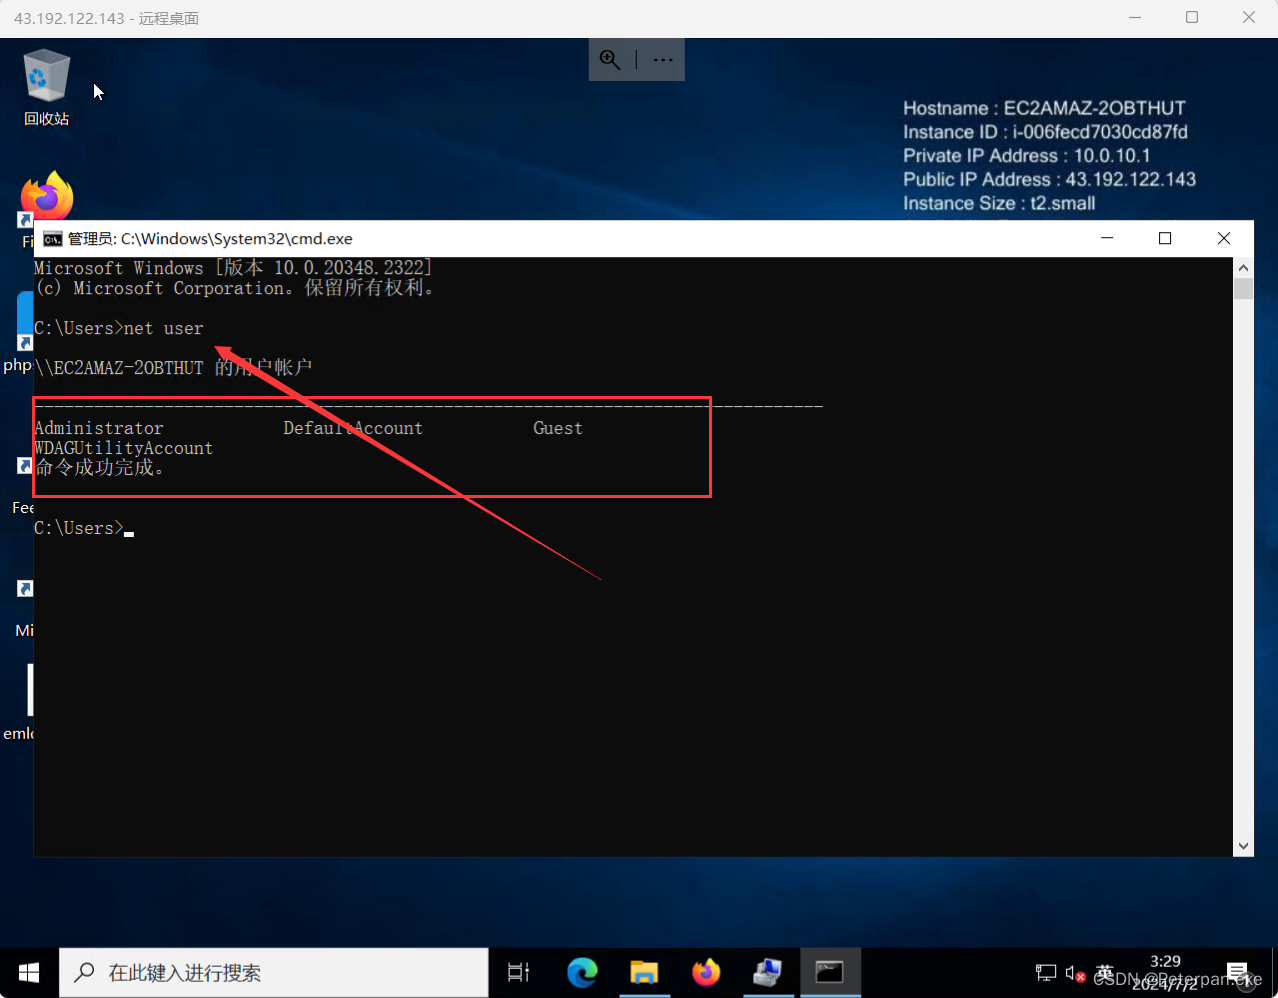 43.192.122.143 - 远程桌面
回收站
Hostname : EC2AMAZ-2OBTHUT
Instance ID : i-006fecd7030cd87fd
Private IP Address : 10.0.10.1
Public IP Address : 43.192.122.143
Instance Size : t2.small
Fi
管理员: C:\Windows\System32\cmd.exe
Microsoft Windows [版本 10.0.20348.2322]
(c) Microsoft Corporation。保留所有权利。
C:\Users>net user
php
\\EC2AMAZ-2OBTHUT 的用户帐户
-------------------------------------------------------------------------------
Administrator DefaultAccount Guest
WDAGUtilityAccount
命令成功完成。
Fee
C:\Users>
Mi
emlo
在此键入进行搜索
英
3:29
2024/7/2
CSDN @Peterpan.exe